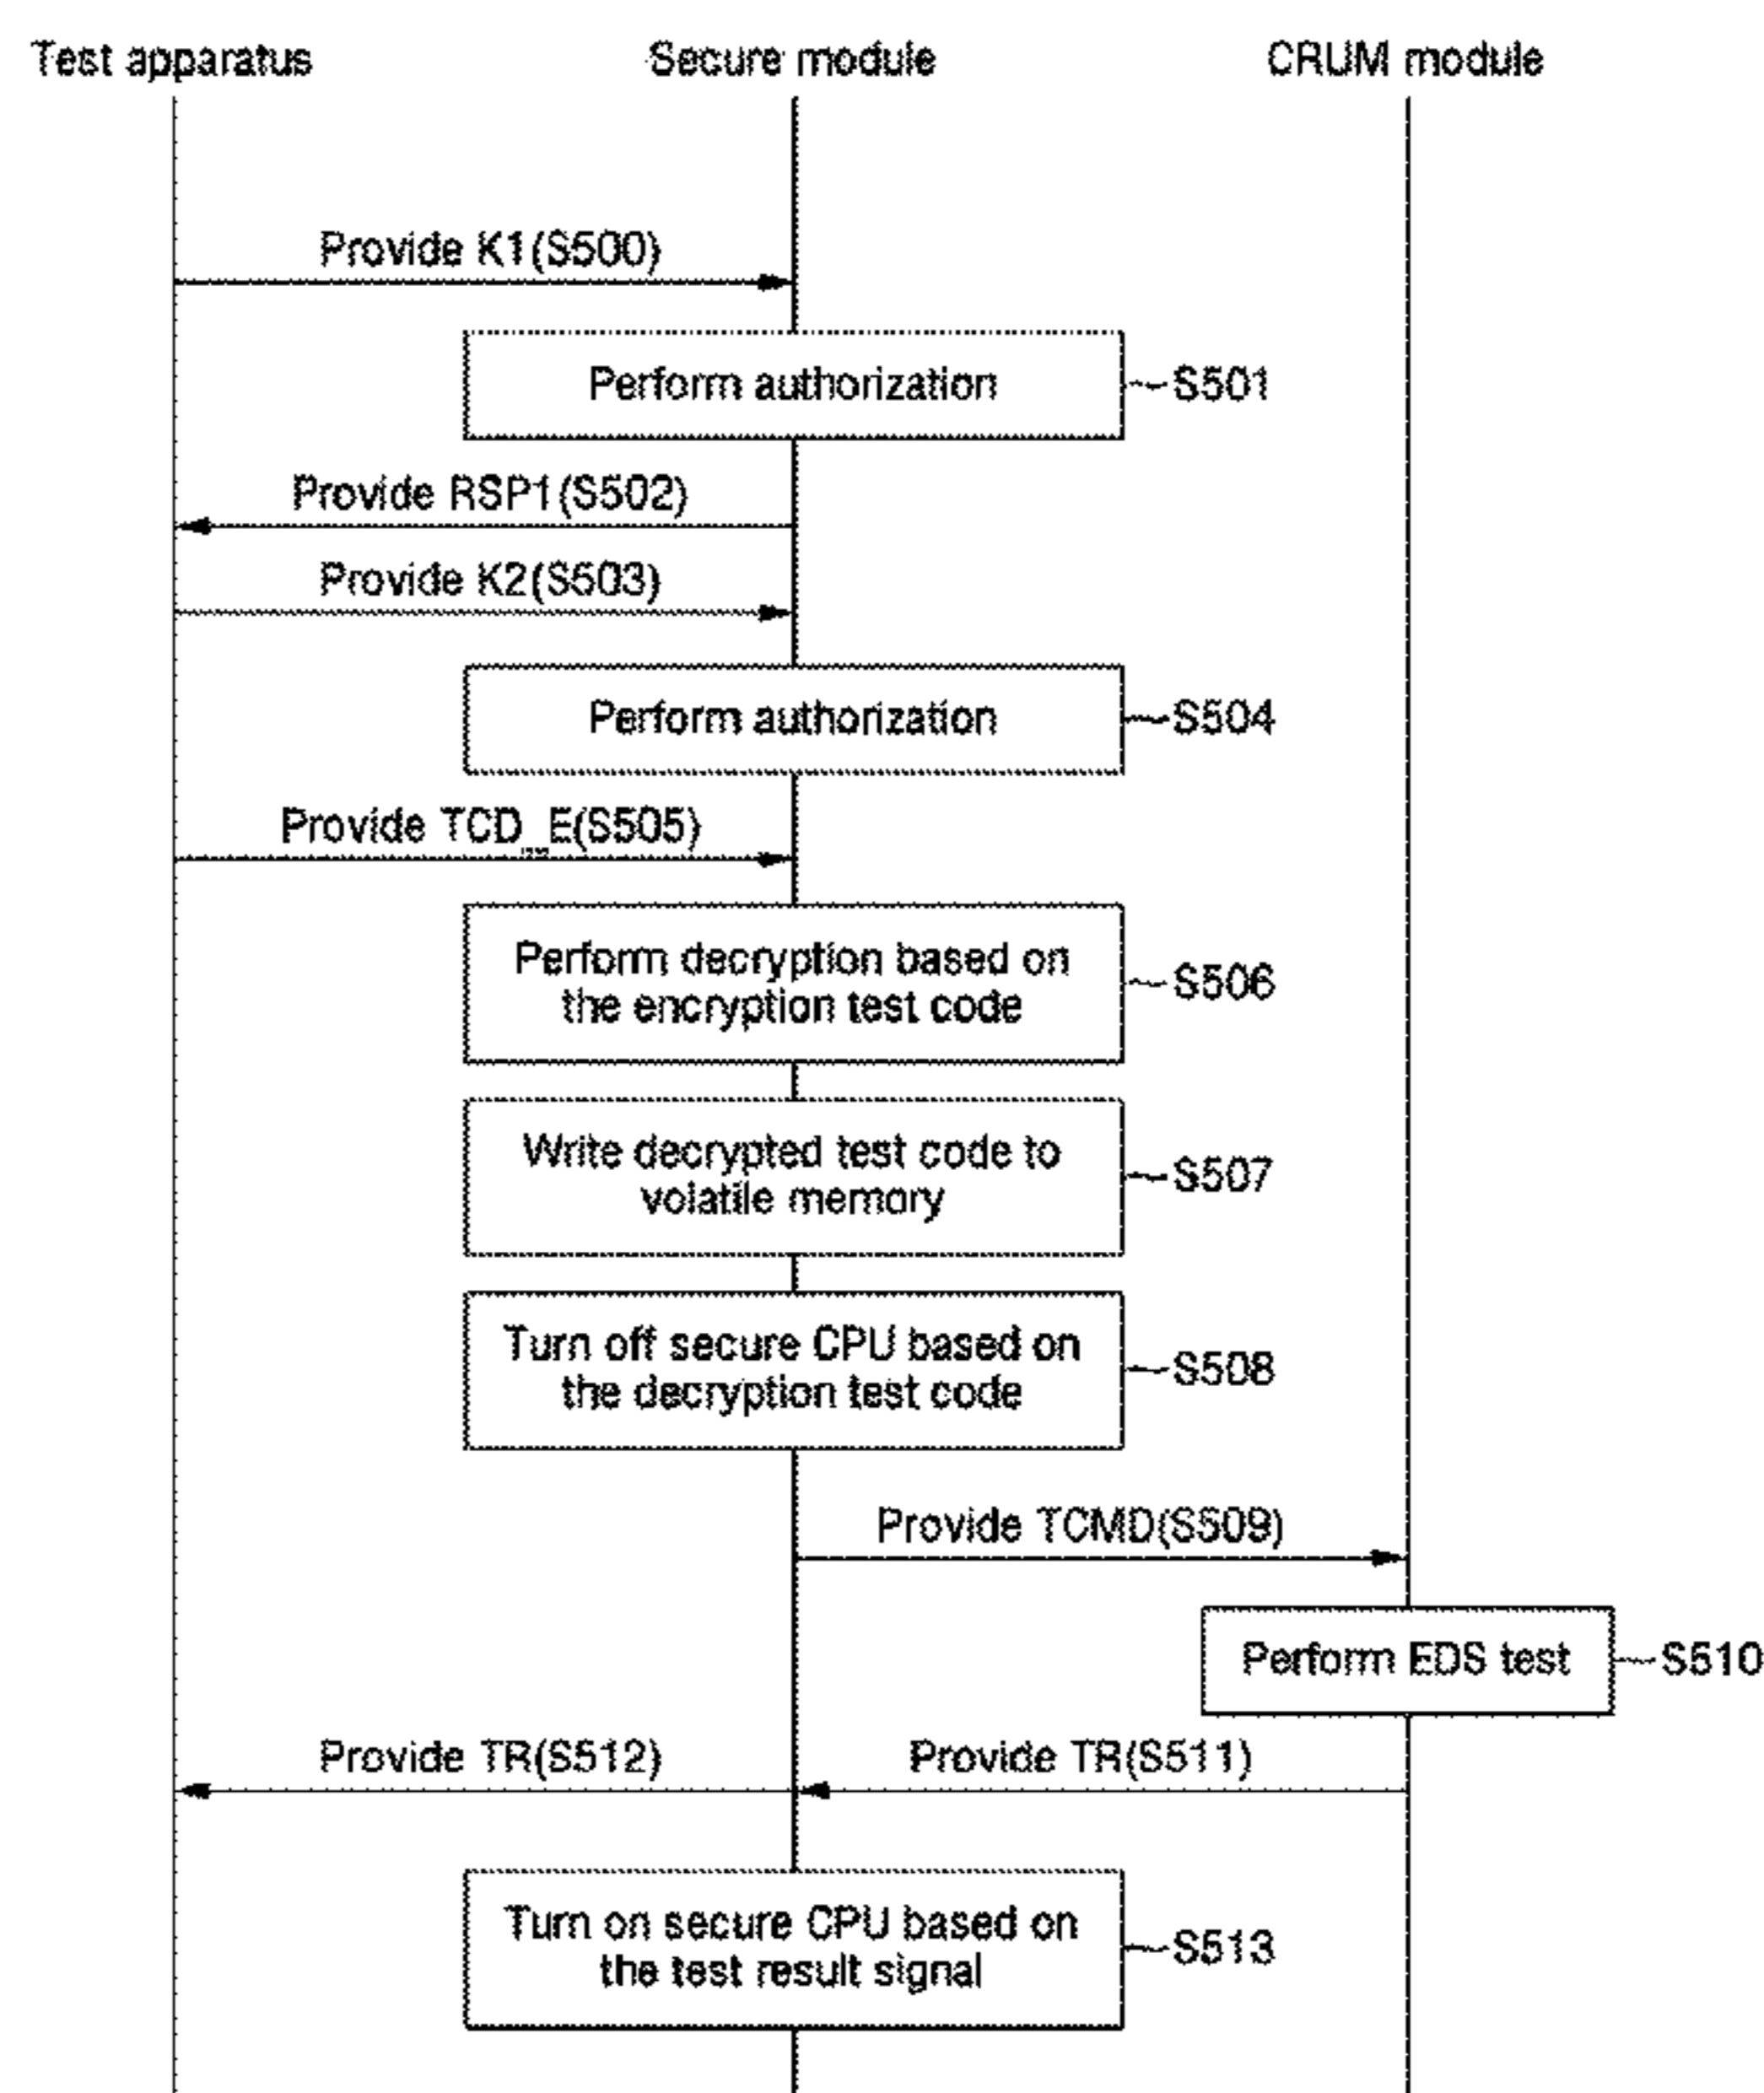 Test apparatus
Secure module
CRUM module
Provide K1(S500)
Perform authorization
S501
Provide RSP1(S502)
Provide K2(S503)
Perform authorization
S504
Provide TCD_E(S505)
Perform decryption based on
the encryption test code
S506
Write decrypted test code to
volatile memory
S507
Turn off secure CPU based on
the decryption test code
S508
Provide TCMD(S509)
Perform EDS test
S510
Provide TR(S512)
Provide TR(S511)
Turn on secure CPU based on
the test result signal
S513